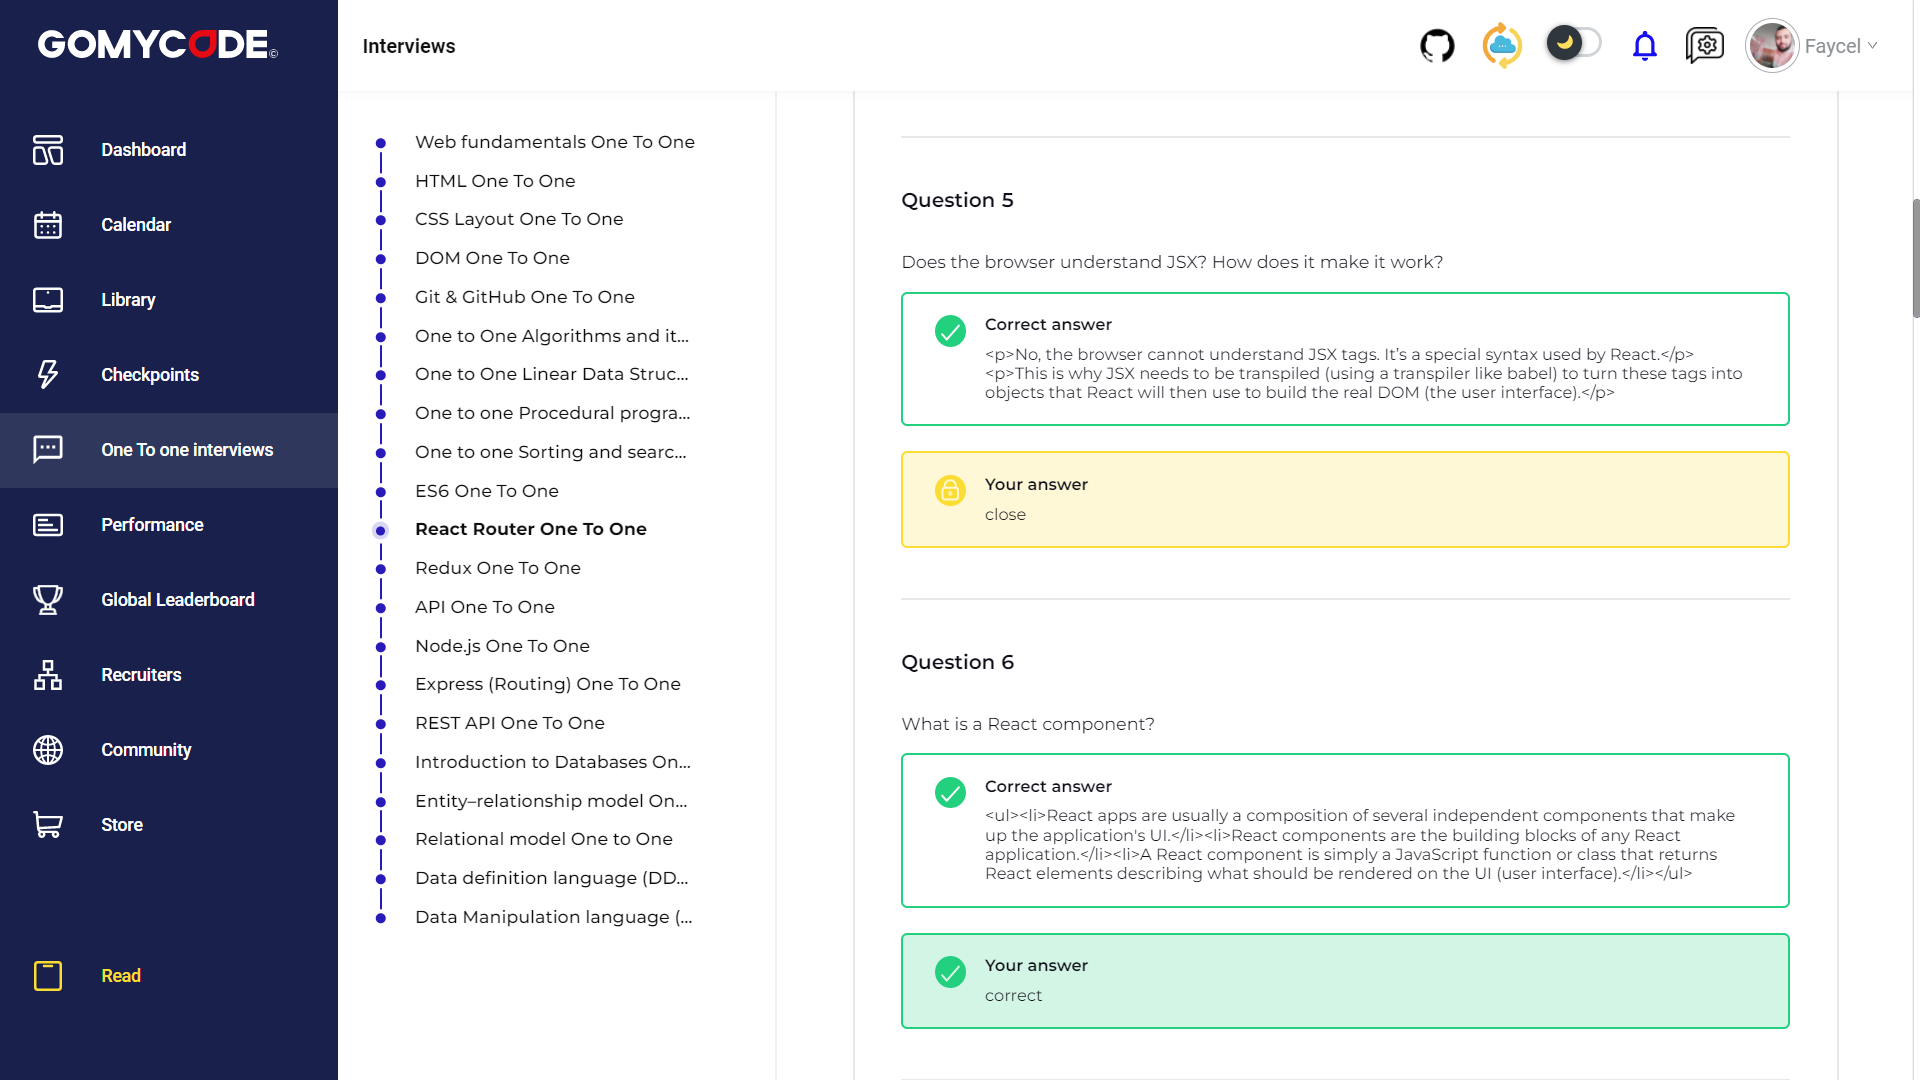 GOMYCODE©
Dashboard
Calendar
Library
Checkpoints
One To one interviews
Performance
Global Leaderboard
Recruiters
Community
Store
Read
Interviews
Faycel
Web fundamentals One To One
HTML One To One
CSS Layout One To One
DOM One To One
Git & GitHub One To One
One to One Algorithms and it...
One to One Linear Data Struc...
One to one Procedural progra...
One to one Sorting and searc...
ES6 One To One
React Router One To One
Redux One To One
API One To One
Node.js One To One
Express (Routing) One To One
REST API One To One
Introduction to Databases On...
Entity–relationship model On...
Relational model One to One
Data definition language (DD...
Data Manipulation language (...
Question 5
Does the browser understand JSX? How does it make it work?
Correct answer
<p>No, the browser cannot understand JSX tags. It’s a special syntax used by React.</p>
<p>This is why JSX needs to be transpiled (using a transpiler like babel) to turn these tags into
objects that React will then use to build the real DOM (the user interface).</p>
Your answer
close
Question 6
What is a React component?
Correct answer
<ul><li>React apps are usually a composition of several independent components that make
up the application's UI.</li><li>React components are the building blocks of any React
application.</li><li>A React component is simply a JavaScript function or class that returns
React elements describing what should be rendered on the UI (user interface).</li></ul>
Your answer
correct